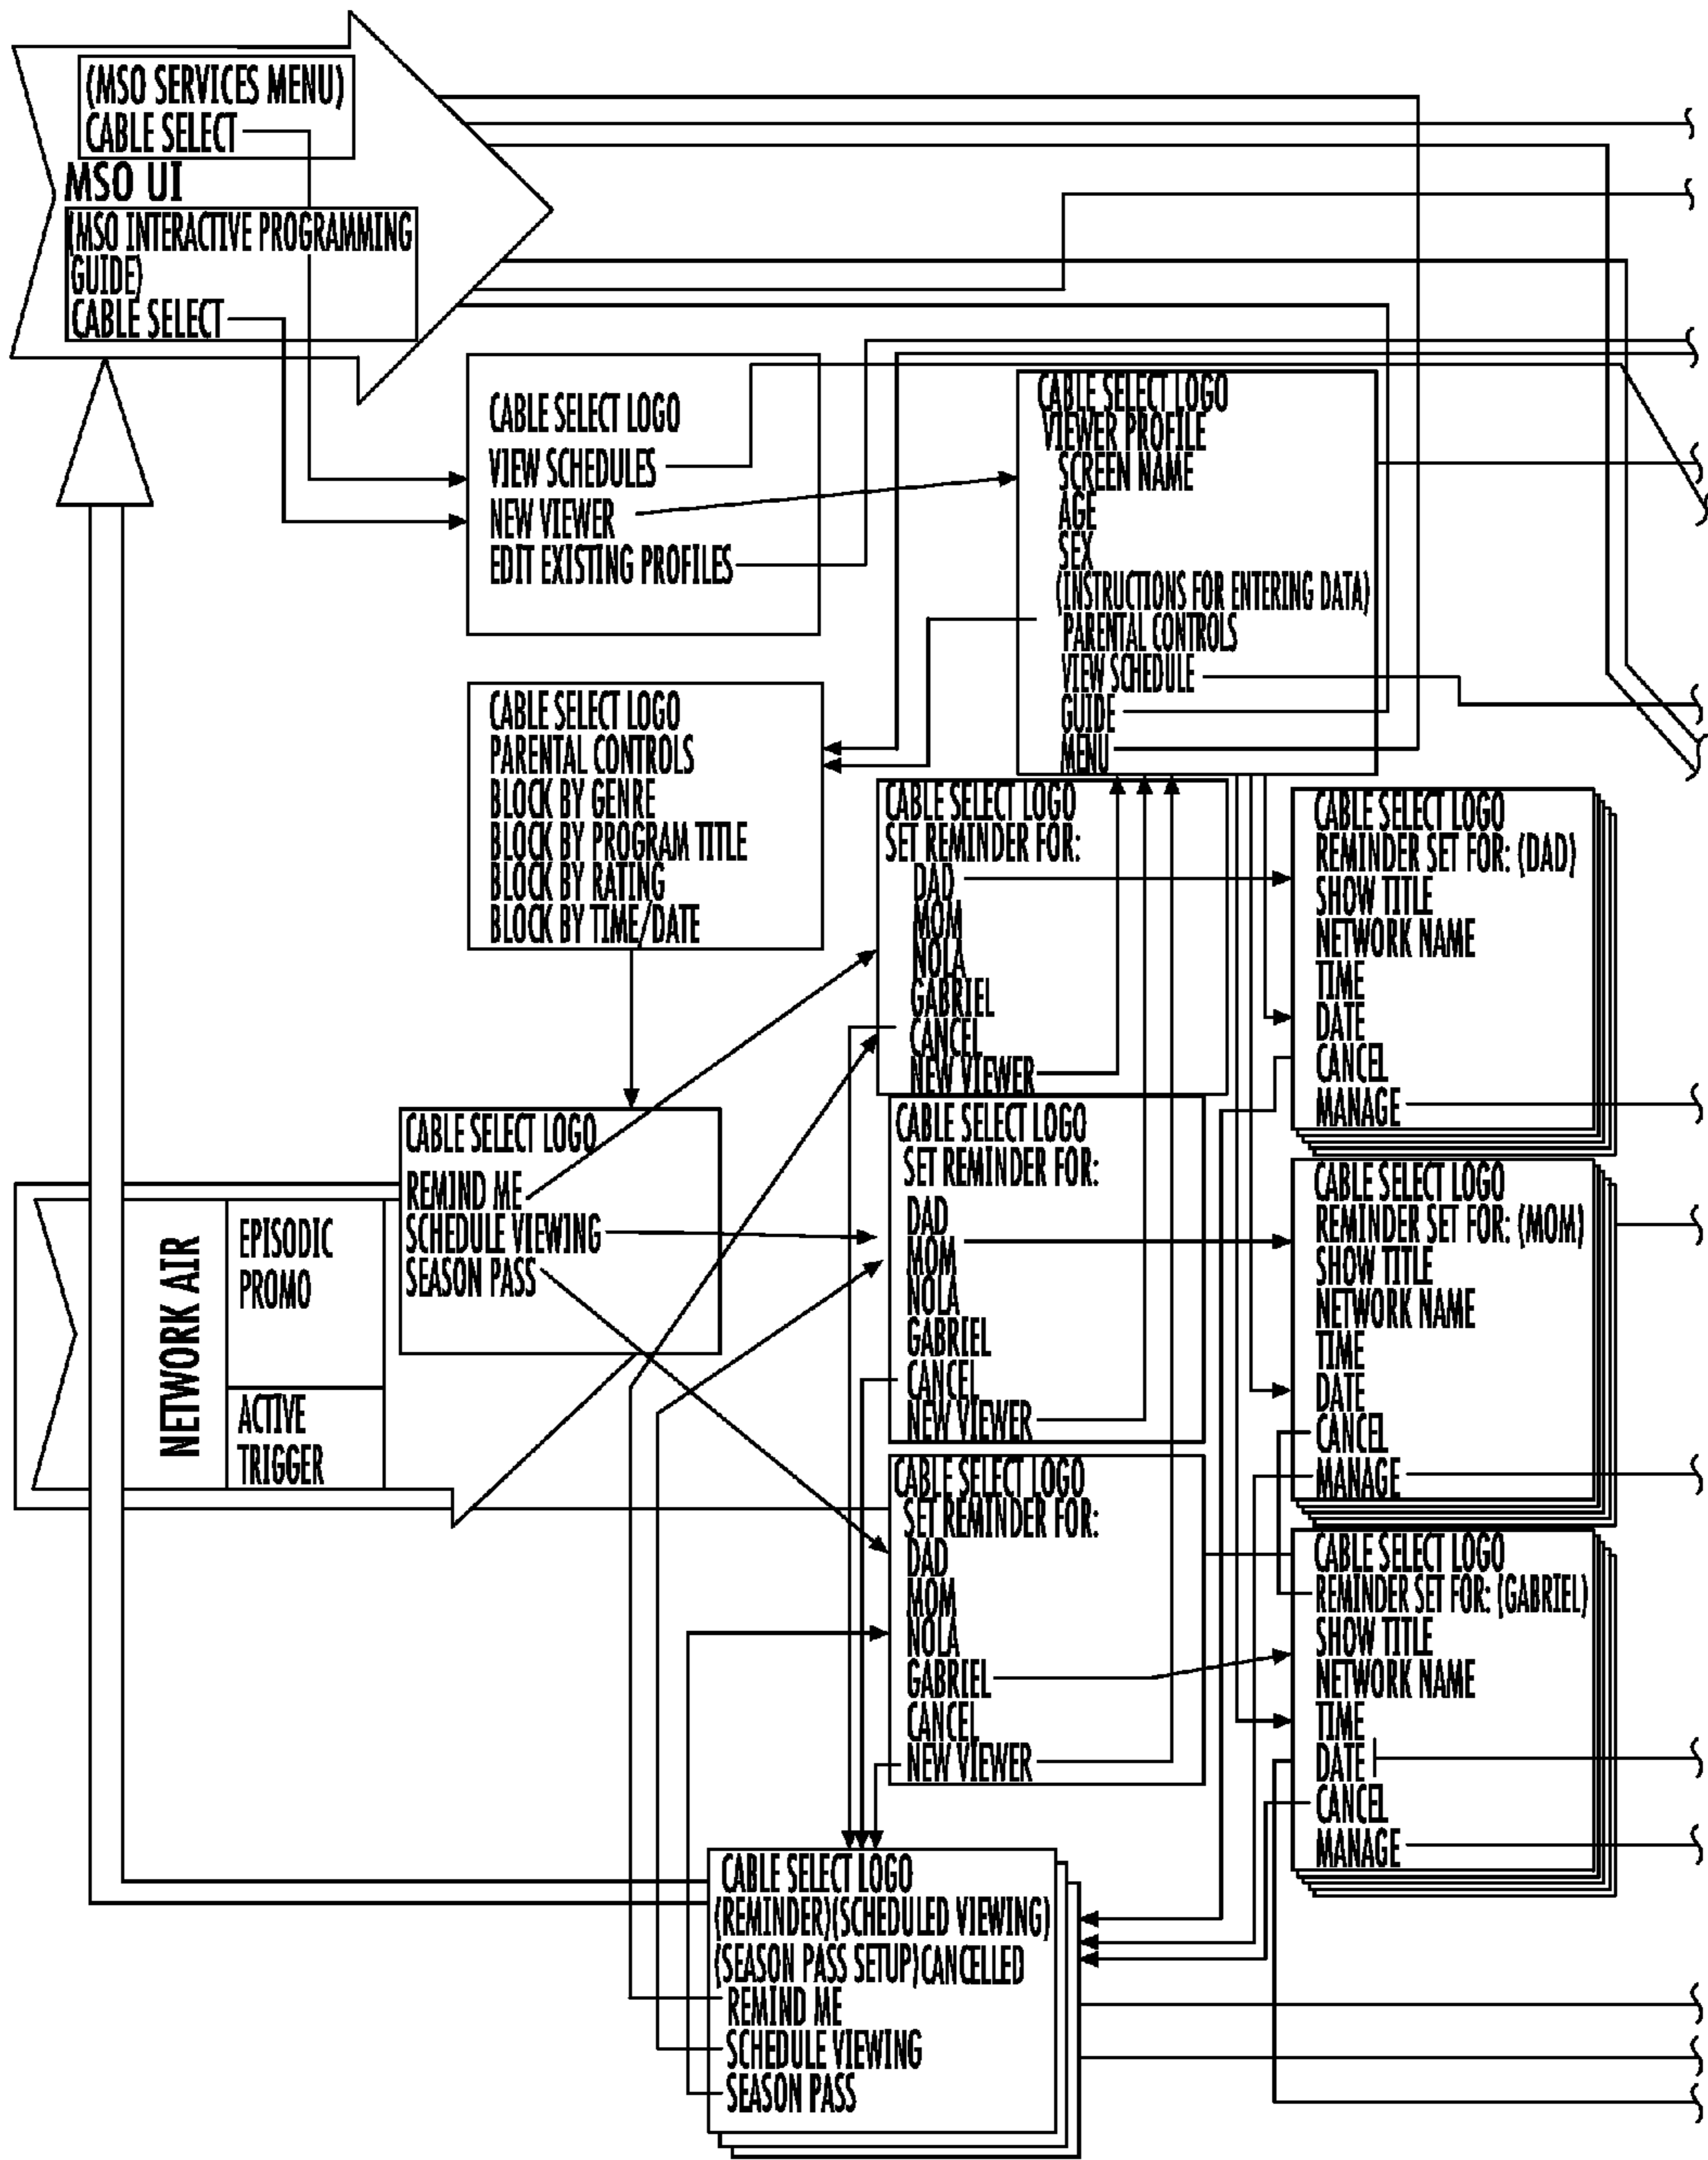 (MSO SERVICES MENU)
CABLE SELECT
MSO UI
(MSO INTERACTIVE PROGRAMMING
GUIDE)
CABLE SELECT
CABLE SELECT LOGO
VIEW SCHEDULES
NEW VIEWER
EDIT EXISTING PROFILES
CABLE SELECT LOGO
VIEWER PROFILE
SCREEN NAME
AGE
SEX
(INSTRUCTIONS FOR ENTERING DATA)
PARENTAL CONTROLS
VIEW SCHEDULE
GUIDE
MENU
CABLE SELECT LOGO
PARENTAL CONTROLS
BLOCK BY GENRE
BLOCK BY PROGRAM TITLE
BLOCK BY RATING
BLOCK BY TIME/DATE
CABLE SELECT LOGO
SET REMINDER FOR:
DAD
MOM
NOLA
GABRIEL
CANCEL
NEW VIEWER
CABLE SELECT LOGO
REMINDER SET FOR: (DAD)
SHOW TITLE
NETWORK NAME
TIME
DATE
CANCEL
MANAGE
NETWORK AIR
EPISODIC
PROMO
ACTIVE
TRIGGER
CABLE SELECT LOGO
REMIND ME
SCHEDULE VIEWING
SEASON PASS
CABLE SELECT LOGO
SET REMINDER FOR:
DAD
MOM
NOLA
GABRIEL
CANCEL
NEW VIEWER
CABLE SELECT LOGO
REMINDER SET FOR: (MOM)
SHOW TITLE
NETWORK NAME
TIME
DATE
CANCEL
MANAGE
CABLE SELECT LOGO
SET REMINDER FOR:
DAD
MOM
NOLA
GABRIEL
CANCEL
NEW VIEWER
CABLE SELECT LOGO
REMINDER SET FOR: (GABRIEL)
SHOW TITLE
NETWORK NAME
TIME
DATE
CANCEL
MANAGE
CABLE SELECT LOGO
(REMINDER)(SCHEDULED VIEWING)
(SEASON PASS SETUP)CANCELLED
REMIND ME
SCHEDULE VIEWING
SEASON PASS